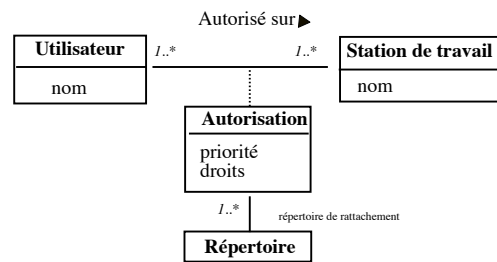 Autorisé sur
Utilisateur
1..*
1..*
Station de travail
nom
nom
Autorisation
priorité
droits
1..*
répertoire de rattachement
Répertoire